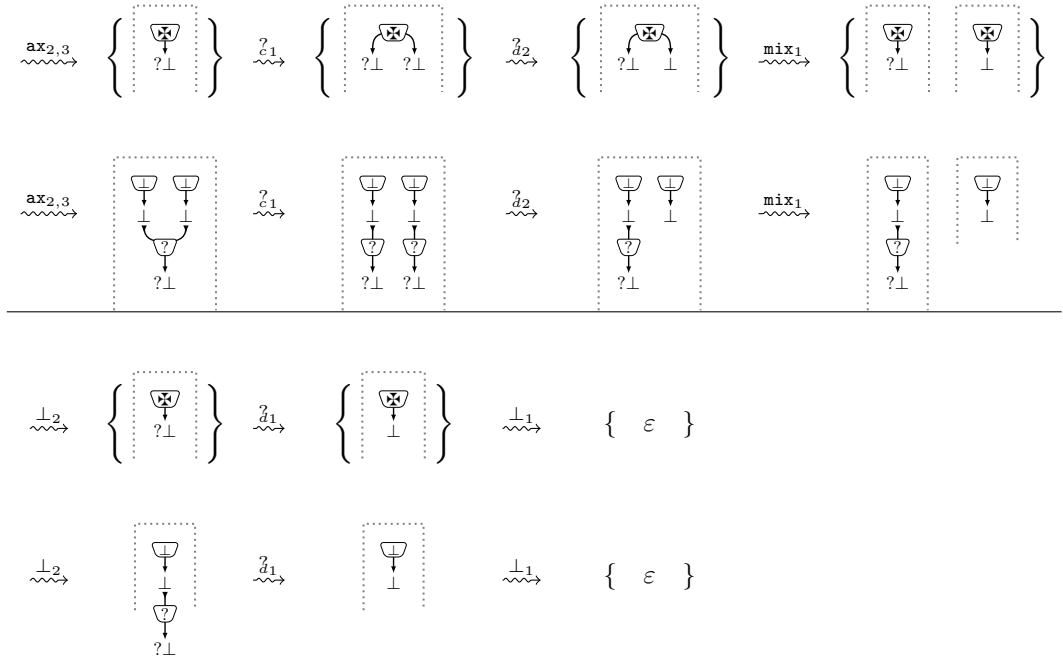 ax₂,₃ { ✠ ?⊥ } ?c₁ { ✠ ?⊥ ?⊥ } ?d₂ { ✠ ?⊥ ⊥ } mix₁ { ✠ ?⊥ ✠ ⊥ }
ax₂,₃ ⊥ ⊥ ?c₁ ⊥ ⊥ ?d₂ ⊥ ⊥ mix₁ ⊥ ⊥
⊥ ⊥ ⊥ ⊥ ⊥ ⊥ ⊥ ⊥
? ? ? ? ?
?⊥ ?⊥ ?⊥ ?⊥ ?⊥
⊥₂ { ✠ ?⊥ } ?d₁ { ✠ ⊥ } ⊥₁ { ε }
⊥₂ ⊥ ?d₁ ⊥ ⊥₁ { ε }
⊥ ⊥
?
?⊥